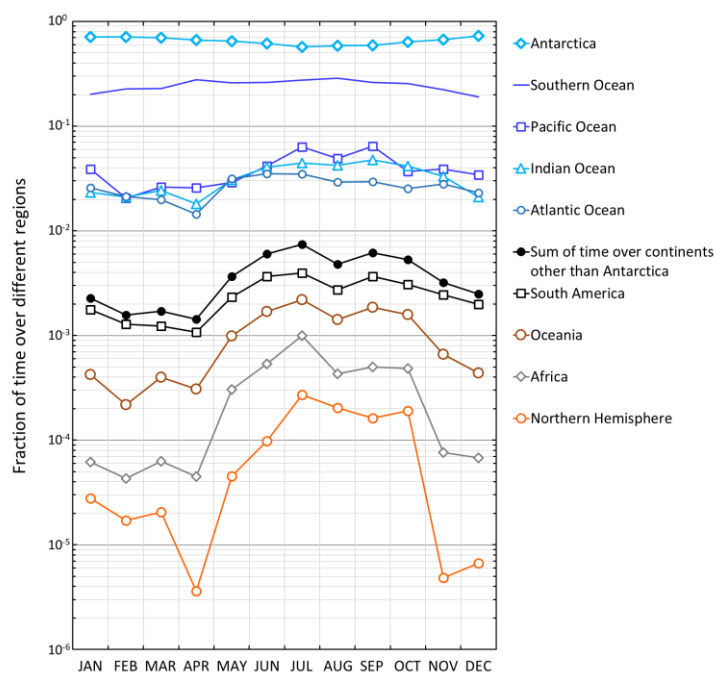 Fraction of time over different regions
10⁰
10⁻¹
10⁻²
10⁻³
10⁻⁴
10⁻⁵
10⁻⁶
JAN FEB MAR APR MAY JUN JUL AUG SEP OCT NOV DEC
Antarctica
Southern Ocean
Pacific Ocean
Indian Ocean
Atlantic Ocean
Sum of time over continents
other than Antarctica
South America
Oceania
Africa
Northern Hemisphere